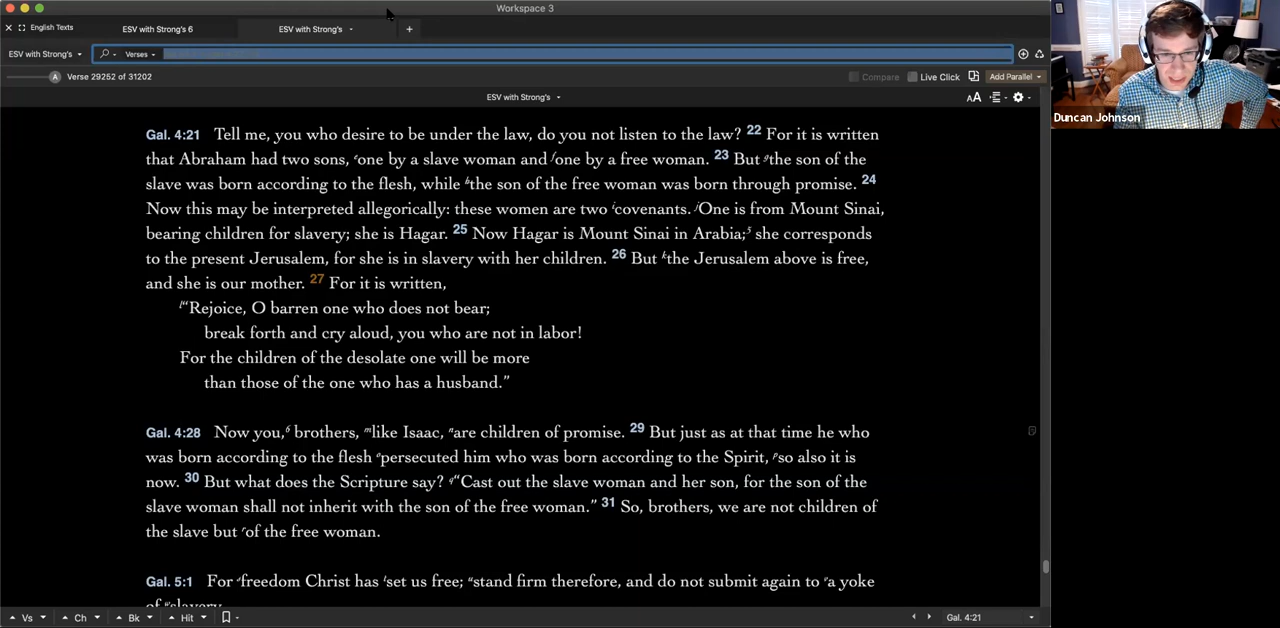 Workspace 3
English Texts
ESV with Strong's 6
ESV with Strong's
+
ESV with Strong's
Verses
A Verse 29252 of 31202
Compare
Live Click
Add Parallel
ESV with Strong's
AA
Duncan Johnson
Gal. 4:21 Tell me, you who desire to be under the law, do you not listen to the law? 22 For it is written
that Abraham had two sons, one by a slave woman and one by a free woman. 23 But the son of the
slave was born according to the flesh, while the son of the free woman was born through promise. 24
Now this may be interpreted allegorically: these women are two covenants. One is from Mount Sinai,
bearing children for slavery; she is Hagar. 25 Now Hagar is Mount Sinai in Arabia;5 she corresponds
to the present Jerusalem, for she is in slavery with her children. 26 But the Jerusalem above is free,
and she is our mother. 27 For it is written,
“Rejoice, O barren one who does not bear;
break forth and cry aloud, you who are not in labor!
For the children of the desolate one will be more
than those of the one who has a husband.”
Gal. 4:28 Now you,6 brothers, like Isaac, are children of promise. 29 But just as at that time he who
was born according to the flesh persecuted him who was born according to the Spirit, so also it is
now. 30 But what does the Scripture say? “Cast out the slave woman and her son, for the son of the
slave woman shall not inherit with the son of the free woman.” 31 So, brothers, we are not children of
the slave but of the free woman.
Gal. 5:1 For freedom Christ has set us free; stand firm therefore, and do not submit again to a yoke
of slavery.
Vs
Ch
Bk
Hit
Gal. 4:21